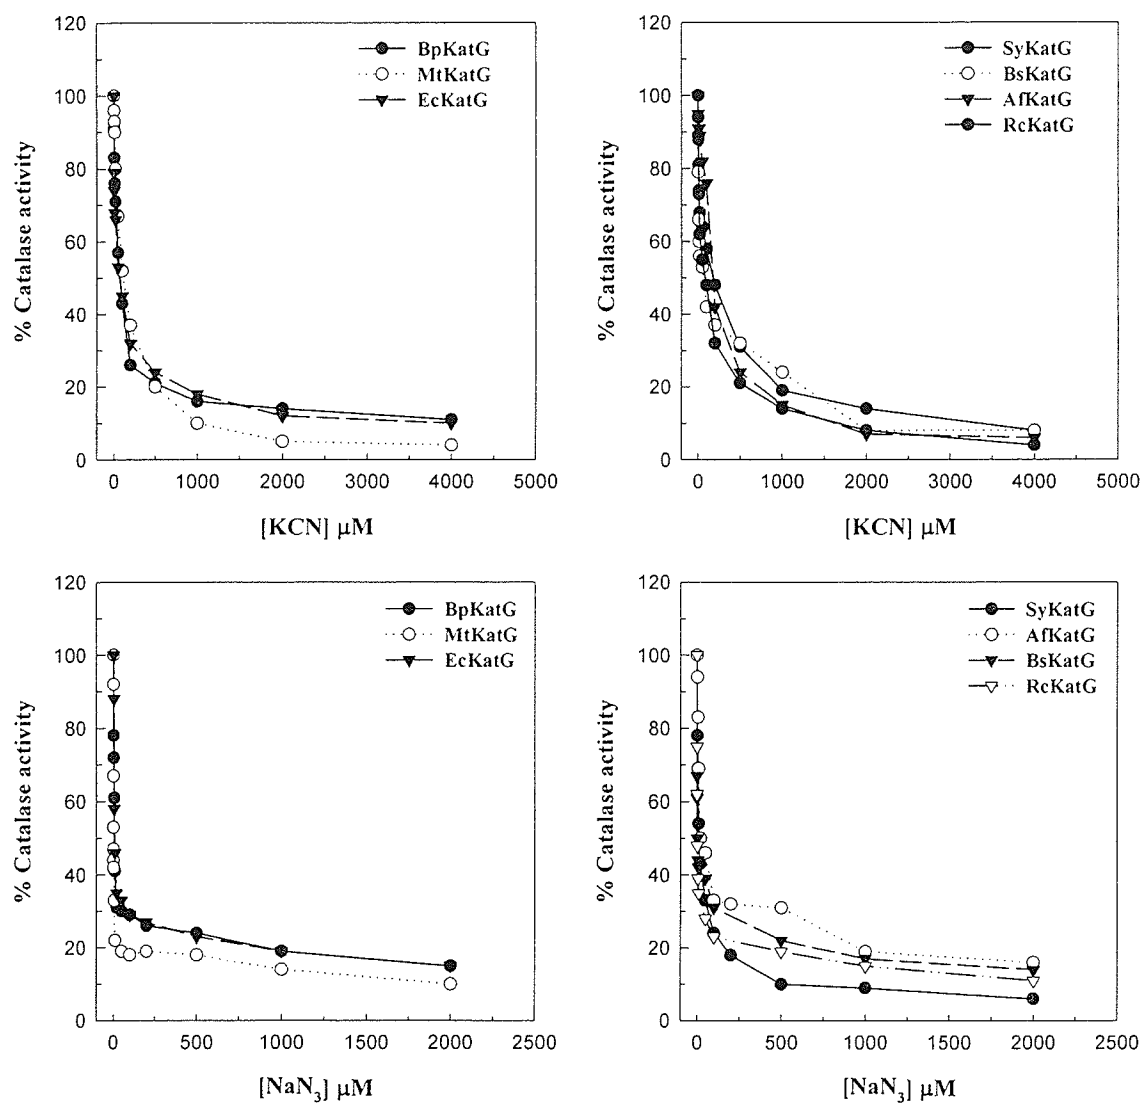 120
100
80
60
40
20
0
% Catalase activity
BpKatG
MtKatG
EcKatG
0 1000 2000 3000 4000 5000
[KCN] µM
120
100
80
60
40
20
0
% Catalase activity
SyKatG
BsKatG
AfKatG
RcKatG
0 1000 2000 3000 4000 5000
[KCN] µM
120
100
80
60
40
20
0
% Catalase activity
BpKatG
MtKatG
EcKatG
0 500 1000 1500 2000 2500
[NaN₃] µM
120
100
80
60
40
20
0
% Catalase activity
SyKatG
AfKatG
BsKatG
RcKatG
0 500 1000 1500 2000 2500
[NaN₃] µM